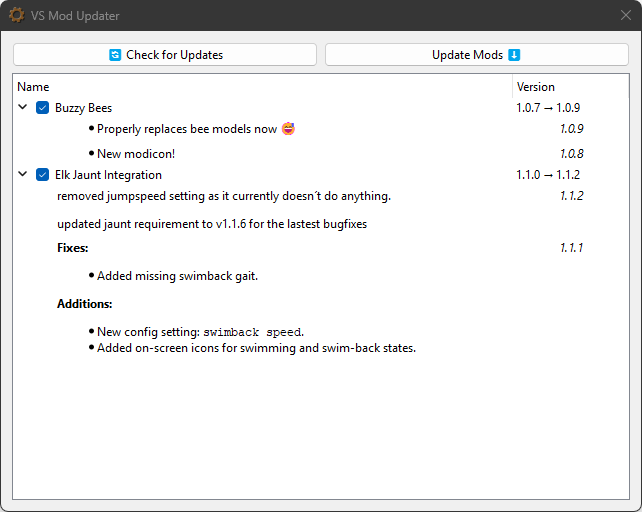 VS Mod Updater
Check for Updates
Update Mods
Name Version
Buzzy Bees 1.0.7 → 1.0.9
• Properly replaces bee models now 😅 1.0.9
• New modicon! 1.0.8
Elk Jaunt Integration 1.1.0 → 1.1.2
removed jumpspeed setting as it currently doesn´t do anything. 1.1.2
updated jaunt requirement to v1.1.6 for the lastest bugfixes
Fixes: 1.1.1
• Added missing swimback gait.
Additions:
• New config setting: swimback speed.
• Added on-screen icons for swimming and swim-back states.